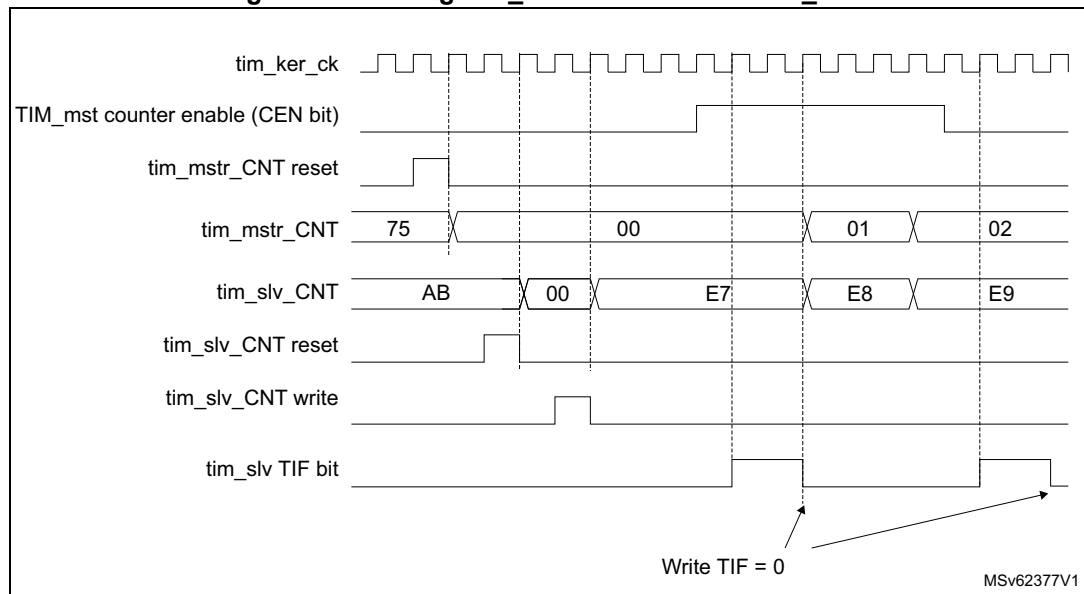 tim_ker_ck
TIM_mst counter enable (CEN bit)
tim_mstr_CNT reset
tim_mstr_CNT 75 00 01 02
tim_slv_CNT AB 00 E7 E8 E9
tim_slv_CNT reset
tim_slv_CNT write
tim_slv TIF bit
Write TIF = 0
MSv62377V1